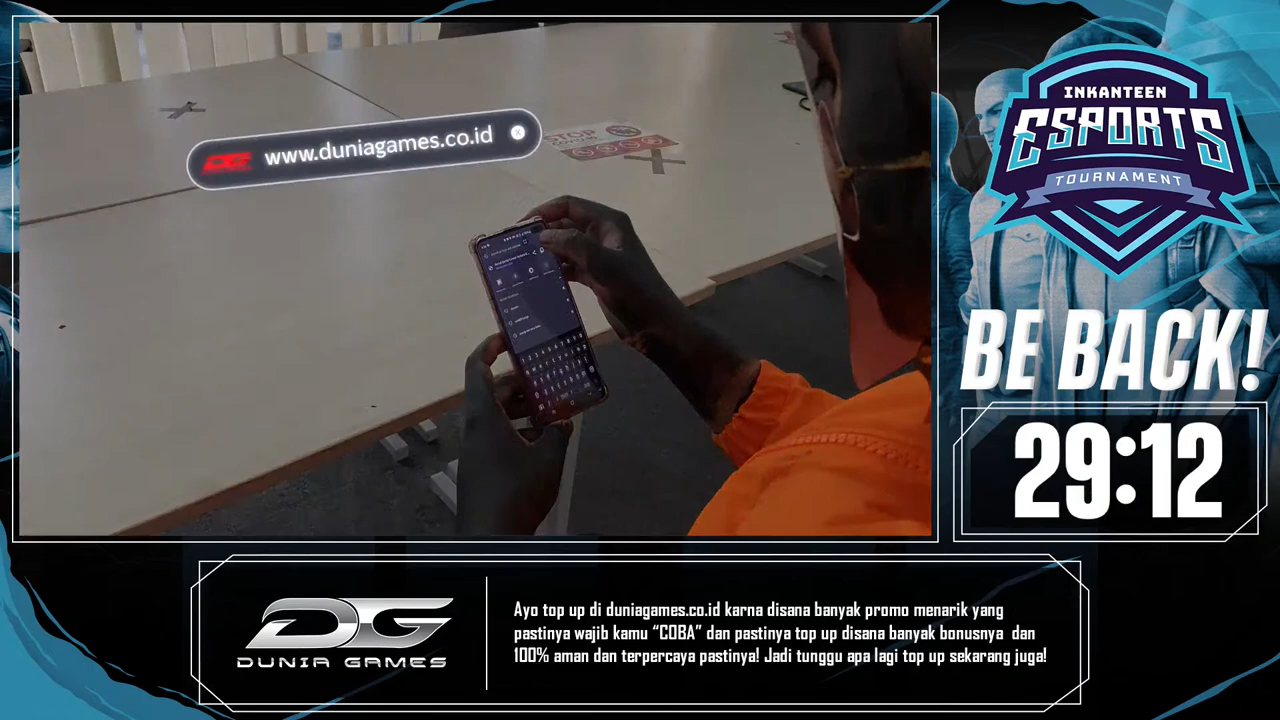 www.duniagames.co.id
STOP
INKANTEEN
ESPORTS
TOURNAMENT
BE BACK!
29:12
DUNIA GAMES
Ayo top up di duniagames.co.id karna disana banyak promo menarik yang
pastinya wajib kamu “COBA” dan pastinya top up disana banyak bonusnya dan
100% aman dan terpercaya pastinya! Jadi tunggu apa lagi top up sekarang juga!